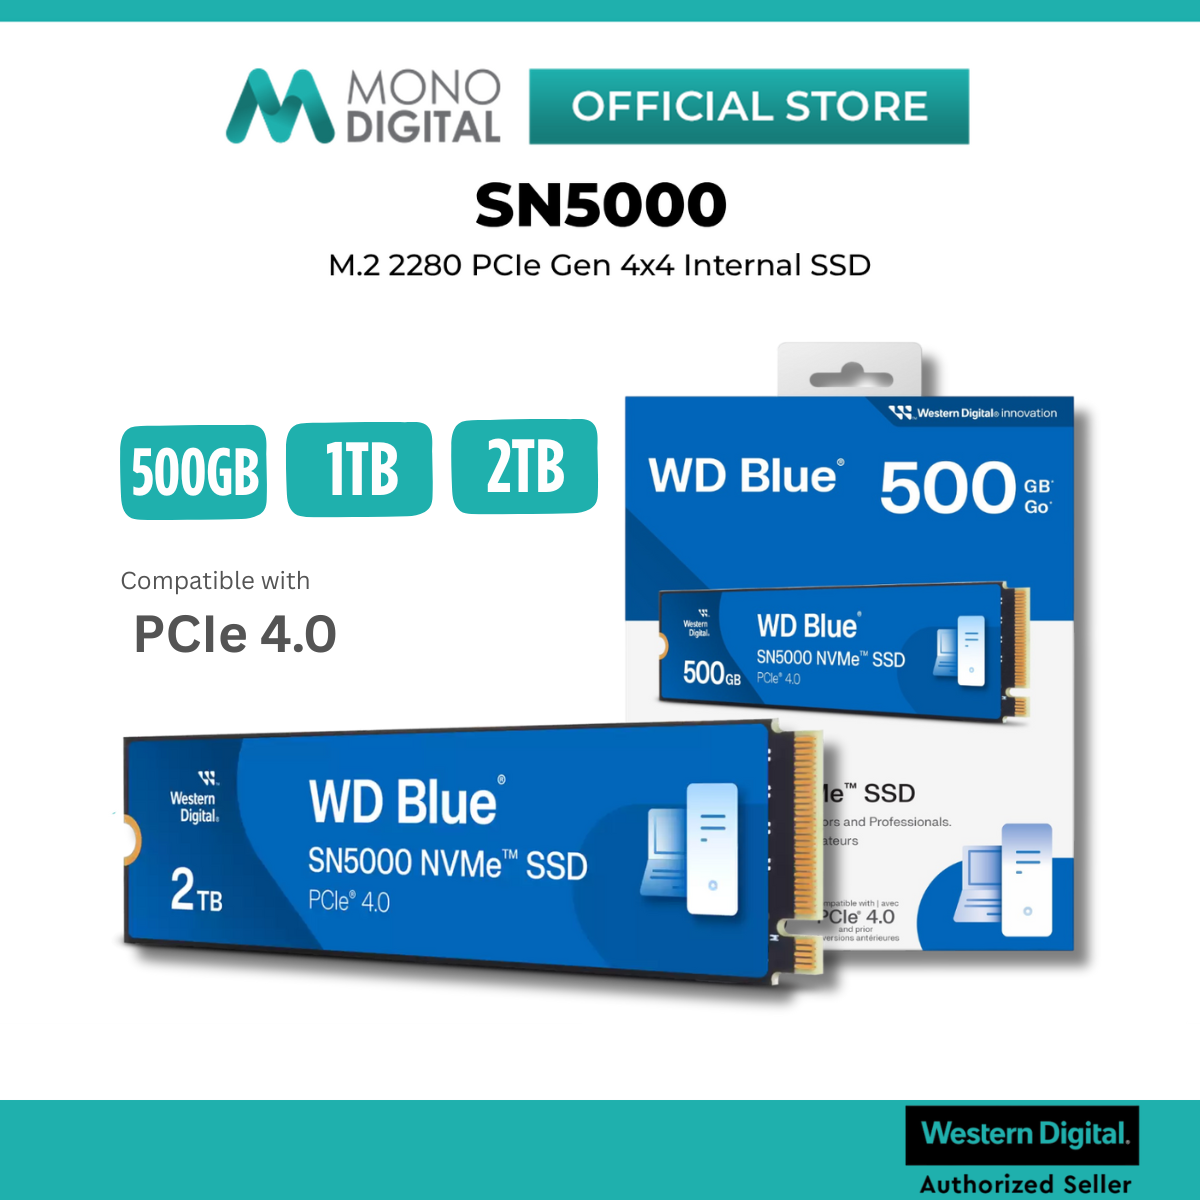 MONO
DIGITAL
OFFICIAL STORE
SN5000
M.2 2280 PCIe Gen 4x4 Internal SSD
500GB
1TB
2TB
Compatible with
PCIe 4.0
Western Digital® innovation
WD Blue®
500 GB*
Go*
Western
Digital®
500GB
WD Blue®
SN5000 NVMe™ SSD
PCIe® 4.0
SSD
and Professionals.
PCIe® 4.0
and prior
antérieures
Western
Digital®
2TB
WD Blue®
SN5000 NVMe™ SSD
PCIe® 4.0
Western Digital®
Authorized Seller